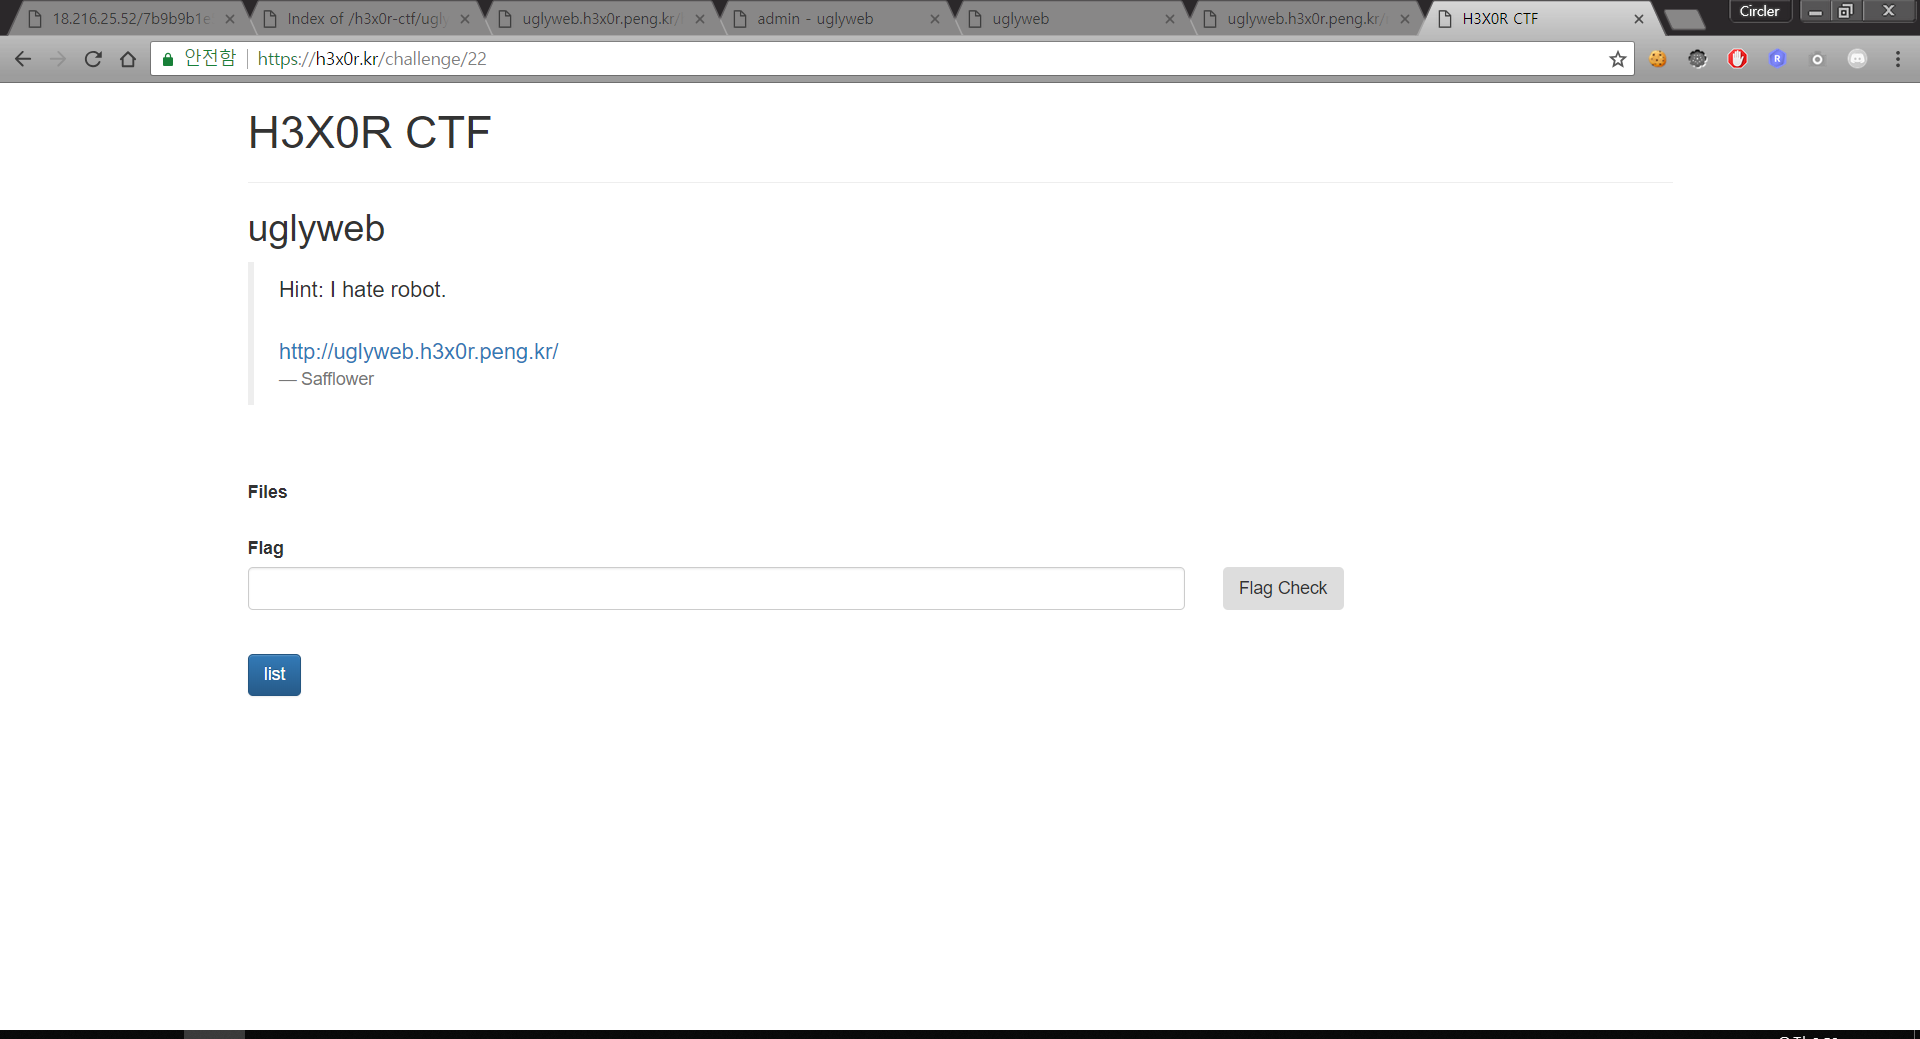 18.216.25.52/7b9b9b1e
Index of /h3x0r-ctf/ugly
uglyweb.h3x0r.peng.kr/
admin - uglyweb
uglyweb
uglyweb.h3x0r.peng.kr/
H3X0R CTF
Circler
안전함
https://h3x0r.kr/challenge/22
H3X0R CTF
uglyweb
Hint: I hate robot.
http://uglyweb.h3x0r.peng.kr/
— Safflower
Files
Flag
Flag Check
list